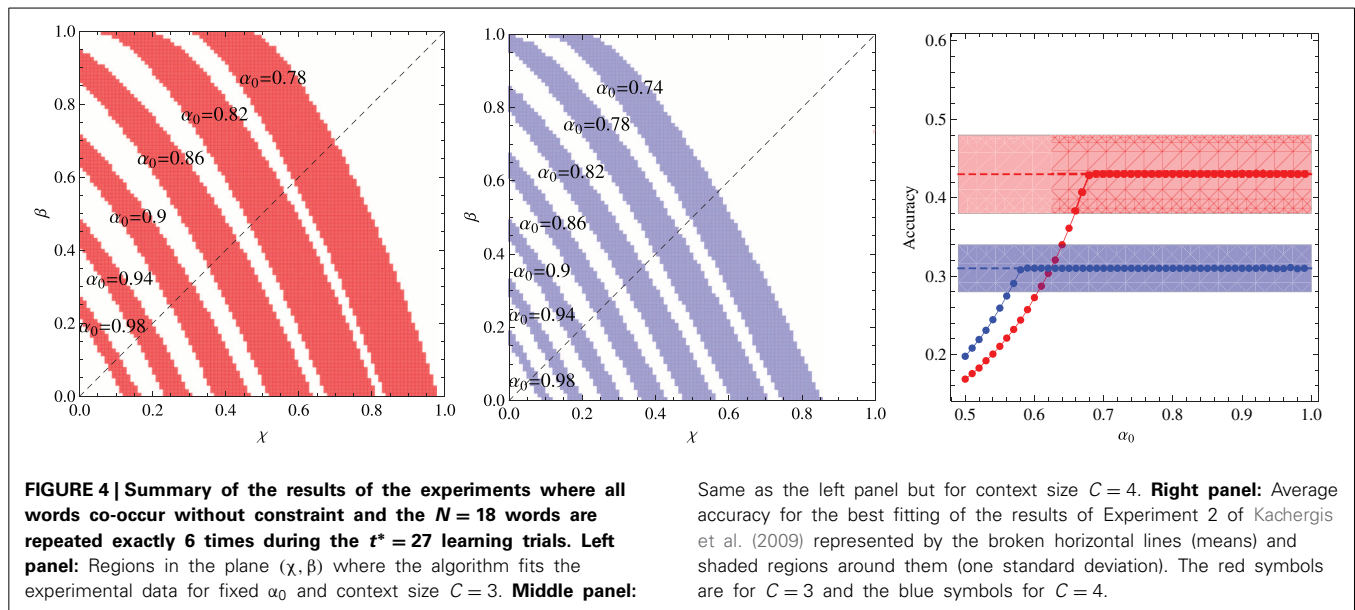 1.0
0.8
0.6
0.4
0.2
0.0
β
0.0 0.2 0.4 0.6 0.8 1.0
χ
α0=0.78
α0=0.82
α0=0.86
α0=0.9
α0=0.94
α0=0.98
1.0
0.8
0.6
0.4
0.2
0.0
β
0.0 0.2 0.4 0.6 0.8 1.0
χ
α0=0.74
α0=0.78
α0=0.82
α0=0.86
α0=0.9
α0=0.94
α0=0.98
0.6
0.5
0.4
0.3
0.2
Accuracy
0.5 0.6 0.7 0.8 0.9 1.0
α0
FIGURE 4 | Summary of the results of the experiments where all
words co-occur without constraint and the N = 18 words are
repeated exactly 6 times during the t* = 27 learning trials. Left
panel: Regions in the plane (χ, β) where the algorithm fits the
experimental data for fixed α0 and context size C = 3. Middle panel:
Same as the left panel but for context size C = 4. Right panel: Average
accuracy for the best fitting of the results of Experiment 2 of Kachergis
et al. (2009) represented by the broken horizontal lines (means) and
shaded regions around them (one standard deviation). The red symbols
are for C = 3 and the blue symbols for C = 4.